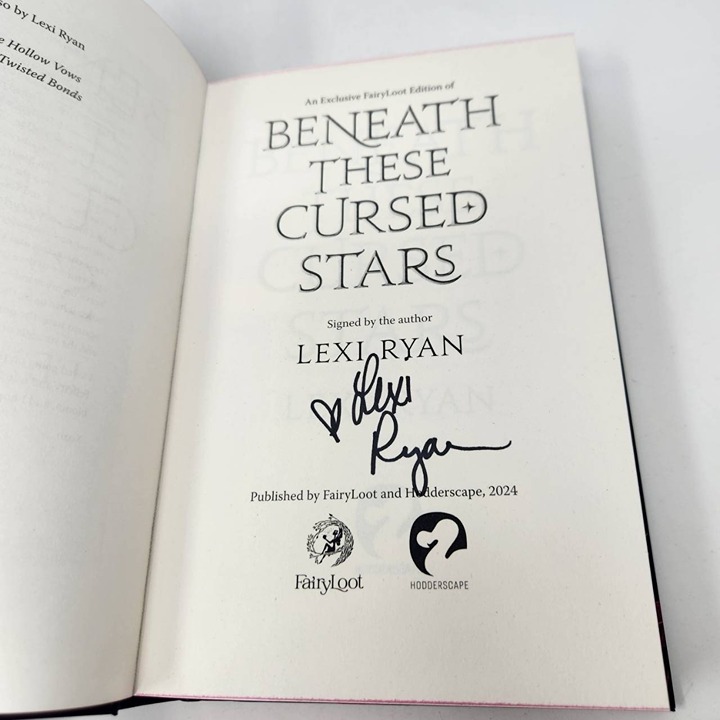 so by Lexi Ryan
e Hollow Vows
Twisted Bonds
An Exclusive FairyLoot Edition of
BENEATH
THESE
CURSED
STARS
Signed by the author
LEXI RYAN
Lexi
Ryan
Published by FairyLoot and Hodderscape, 2024
FairyLoot
HODDERSCAPE